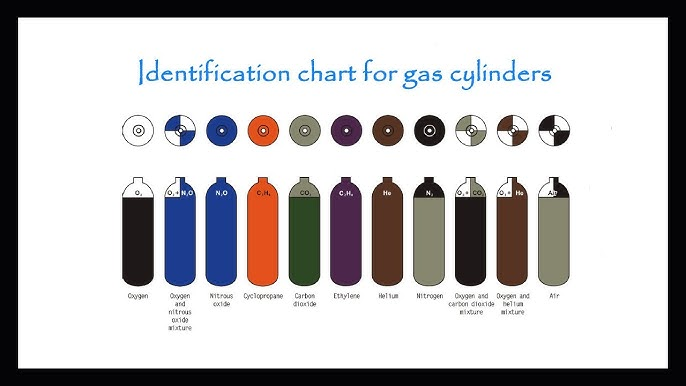 Identification chart for gas cylinders
O₂
O₂ + N₂O
N₂O
C₃H₆
CO₂
C₂H₄
He
N₂
O₂ + CO₂
O₂ + He
Air
Oxygen
Oxygen
and
nitrous
oxide
mixture
Nitrous
oxide
Cyclopropane
Carbon
dioxide
Ethylene
Helium
Nitrogen
Oxygen and
carbon dioxide
mixture
Oxygen and
helium
mixture
Air